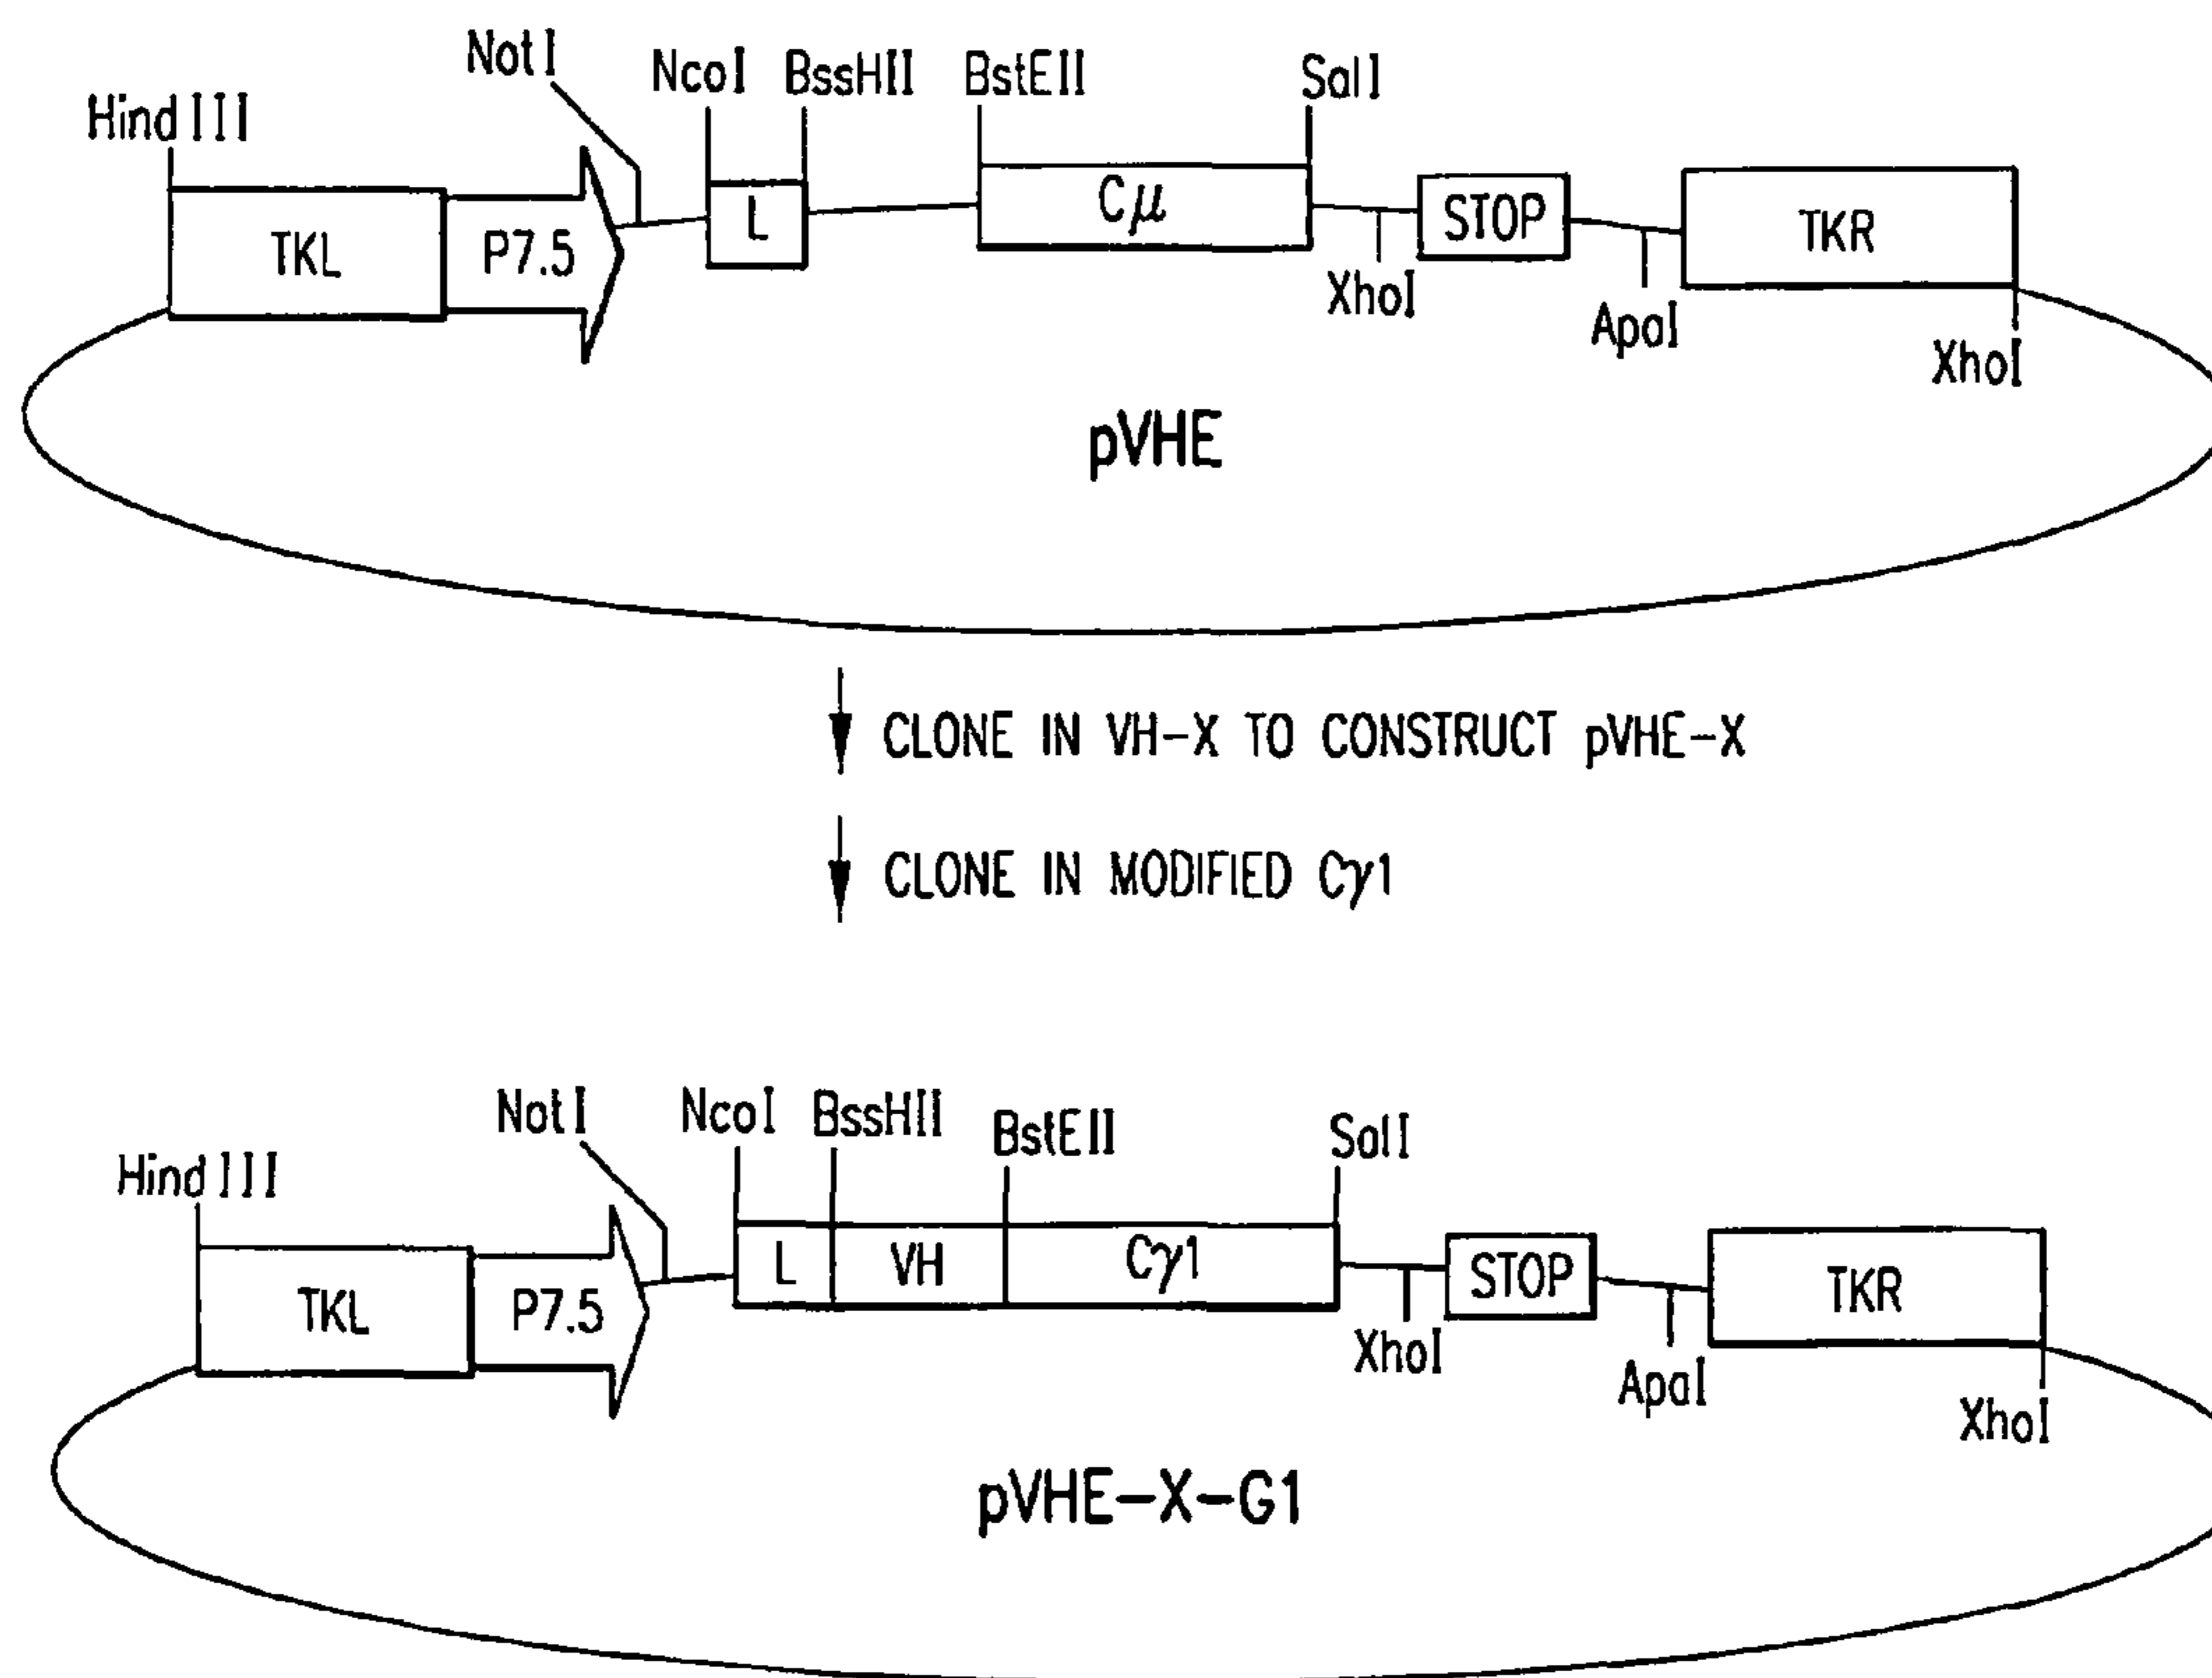 NotI
NcoI BssHII BstEII SalI
HindIII
TKL P7.5 L Cμ STOP TKR
XhoI
ApaI
XhoI
pVHE
CLONE IN VH-X TO CONSTRUCT pVHE-X
CLONE IN MODIFIED Cγ1
NotI NcoI BssHII BstEII SalI
HindIII
TKL P7.5 L VH Cγ1 STOP TKR
XhoI
ApaI
XhoI
pVHE-X-G1